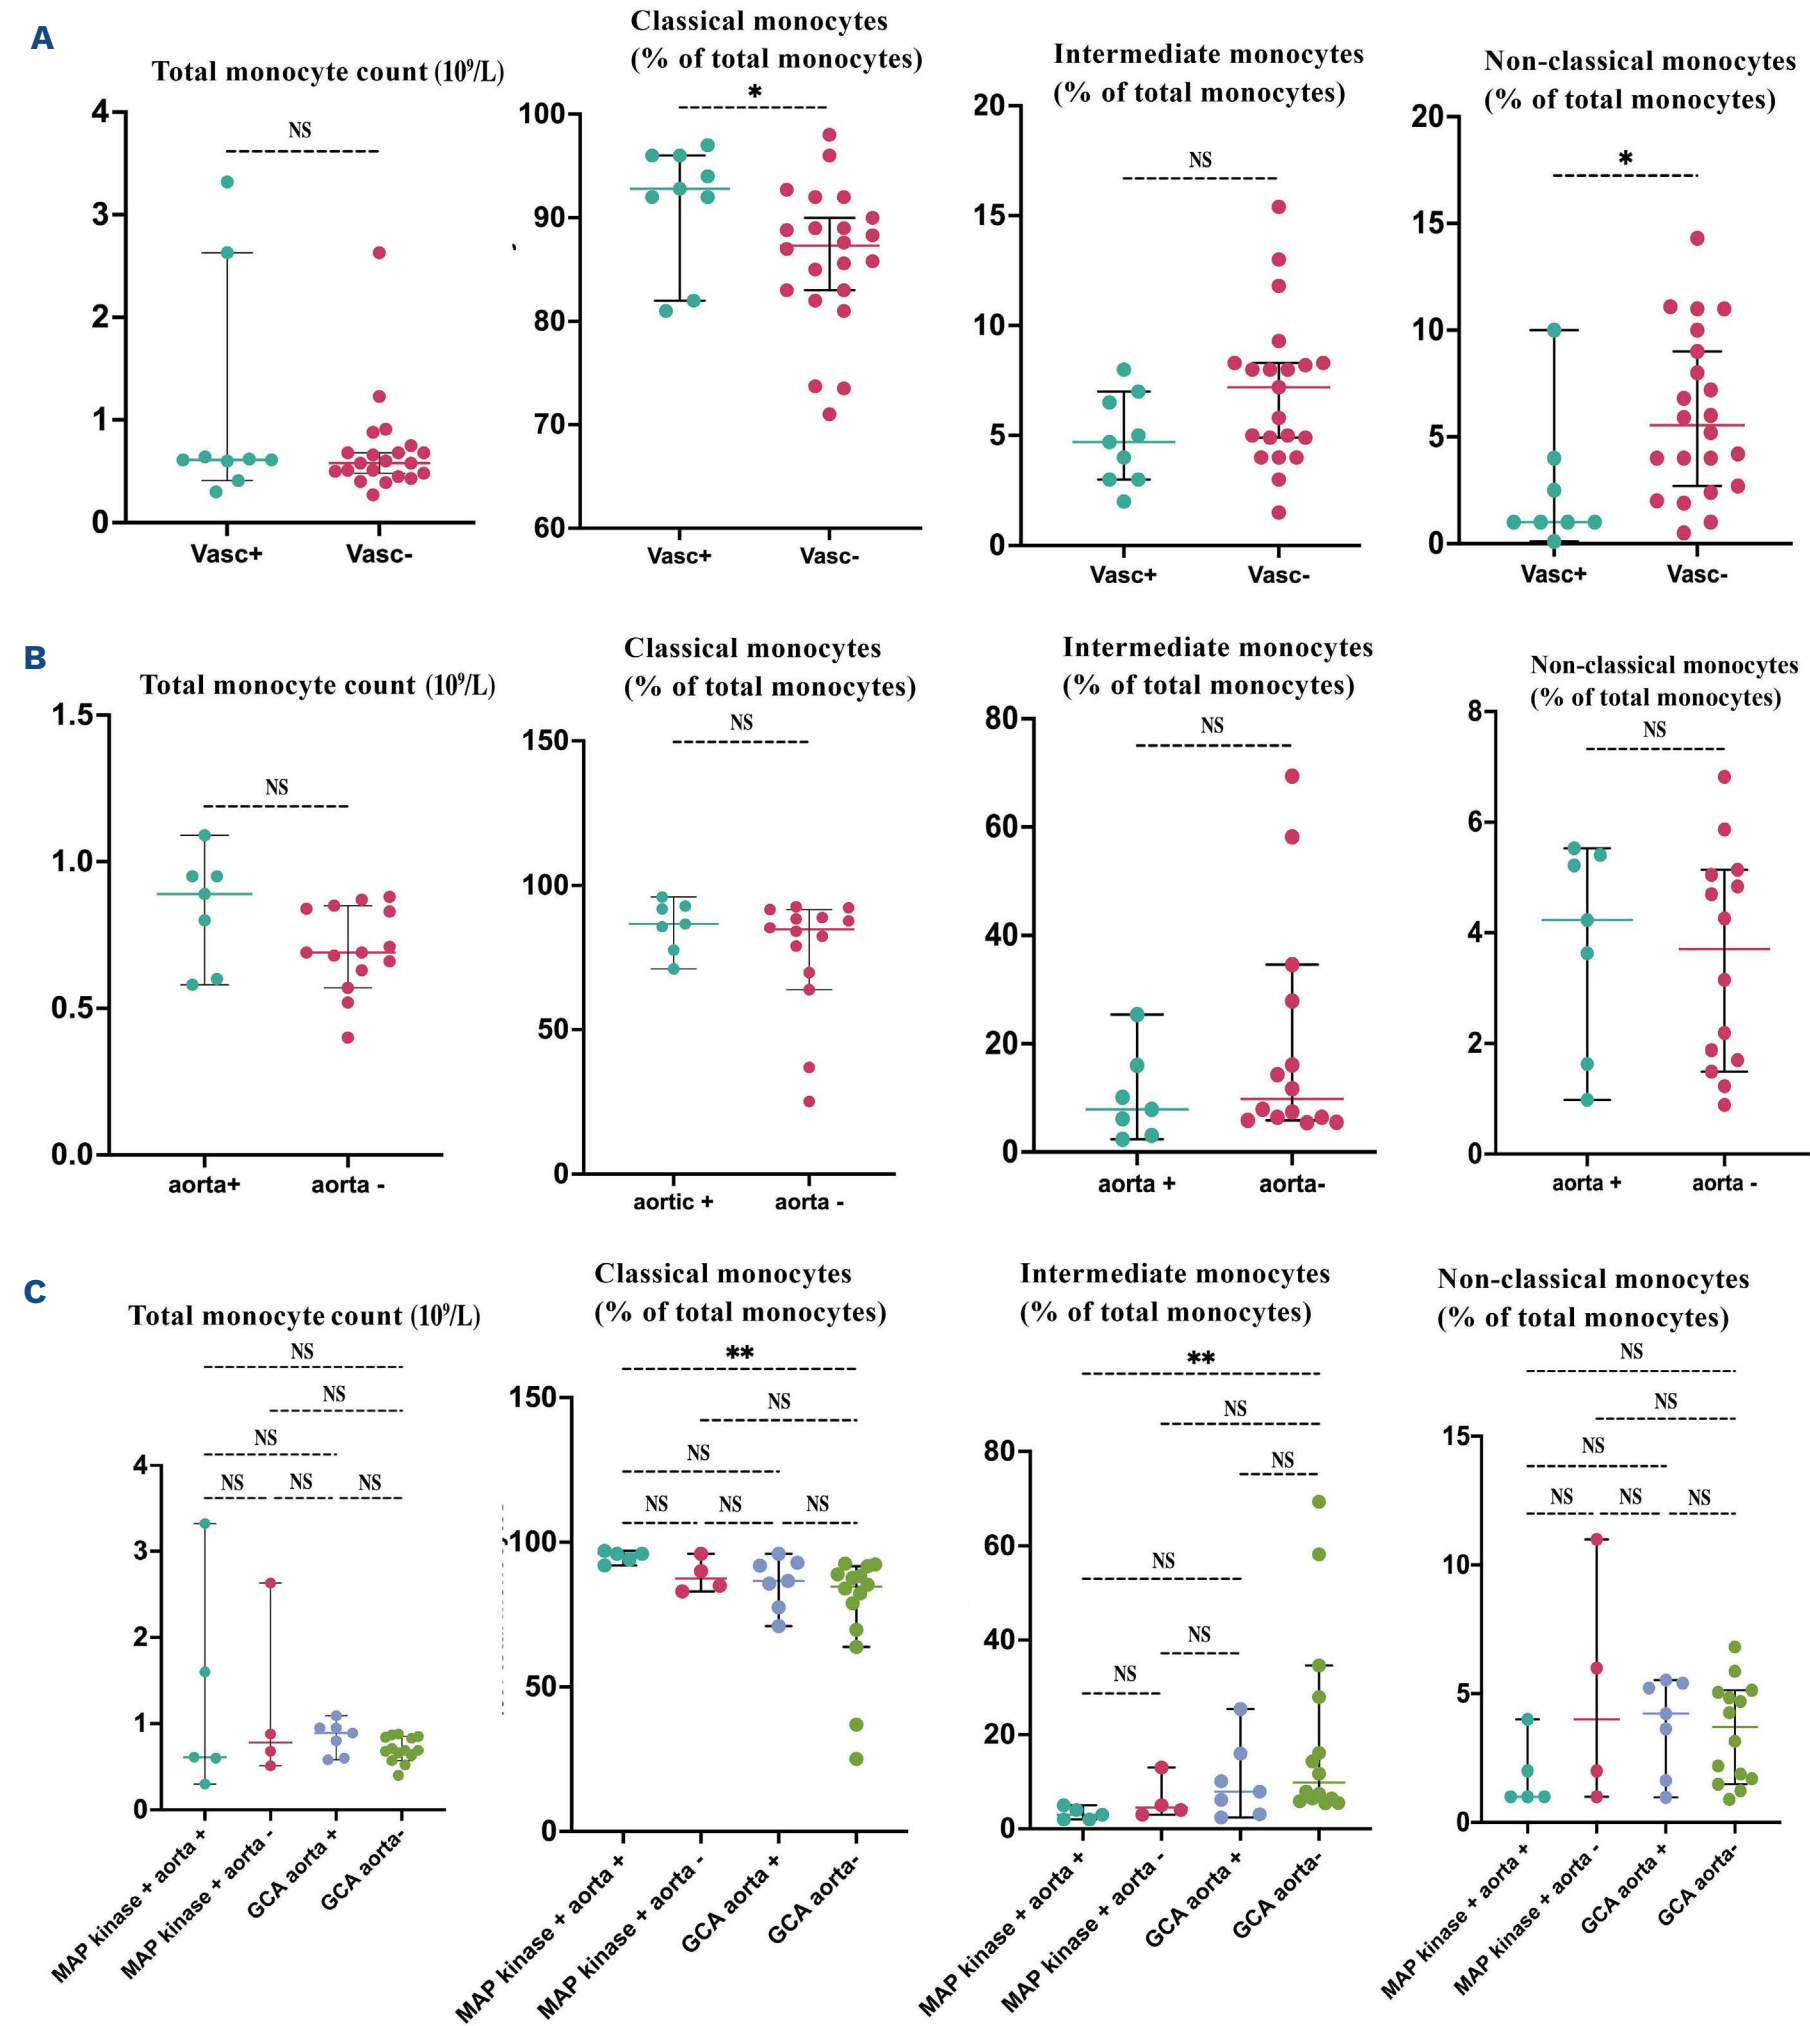 A
Total monocyte count (10⁹/L)
NS
4
3
2
1
0
Vasc+
Vasc-
Classical monocytes
(% of total monocytes)
*
100
90
80
70
60
Vasc+
Vasc-
Intermediate monocytes
(% of total monocytes)
NS
20
15
10
5
0
Vasc+
Vasc-
Non-classical monocytes
(% of total monocytes)
*
20
15
10
5
0
Vasc+
Vasc-
B
Total monocyte count (10⁹/L)
NS
1.5
1.0
0.5
0.0
aorta+
aorta -
Classical monocytes
(% of total monocytes)
NS
150
100
50
0
aortic +
aorta -
Intermediate monocytes
(% of total monocytes)
NS
80
60
40
20
0
aorta +
aorta-
Non-classical monocytes
(% of total monocytes)
NS
8
6
4
2
0
aorta +
aorta -
C
Total monocyte count (10⁹/L)
NS
NS
NS
NS NS NS
4
3
2
1
0
MAP kinase + aorta +
MAP kinase + aorta -
GCA aorta +
GCA aorta-
Classical monocytes
(% of total monocytes)
**
NS
NS
NS NS NS
150
100
50
0
MAP kinase + aorta +
MAP kinase + aorta -
GCA aorta +
GCA aorta-
Intermediate monocytes
(% of total monocytes)
**
NS
NS
NS
NS
NS
80
60
40
20
0
MAP kinase + aorta +
MAP kinase + aorta -
GCA aorta +
GCA aorta-
Non-classical monocytes
(% of total monocytes)
NS
NS
NS
NS NS NS
15
10
5
0
MAP kinase + aorta +
MAP kinase + aorta -
GCA aorta +
GCA aorta-